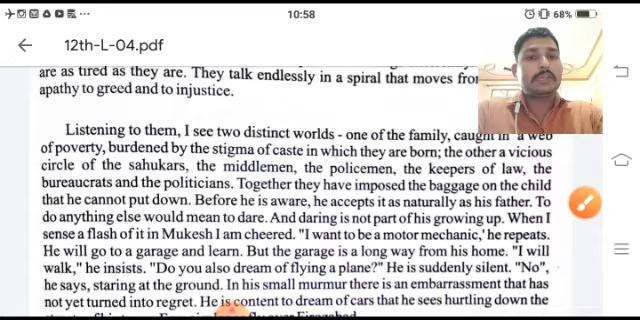 10:58
68%
12th-L-04.pdf
are as tired as they are. They talk endlessly in a spiral that moves from
apathy to greed and to injustice.
Listening to them, I see two distinct worlds - one of the family, caught in a web
of poverty, burdened by the stigma of caste in which they are born; the other a vicious
circle of the sahukars, the middlemen, the policemen, the keepers of law, the
bureaucrats and the politicians. Together they have imposed the baggage on the child
that he cannot put down. Before he is aware, he accepts it as naturally as his father. To
do anything else would mean to dare. And daring is not part of his growing up. When I
sense a flash of it in Mukesh I am cheered. "I want to be a motor mechanic,' he repeats.
He will go to a garage and learn. But the garage is a long way from his home. "I will
walk," he insists. "Do you also dream of flying a plane?" He is suddenly silent. "No",
he says, staring at the ground. In his small murmur there is an embarrassment that has
not yet turned into regret. He is content to dream of cars that he sees hurtling down the